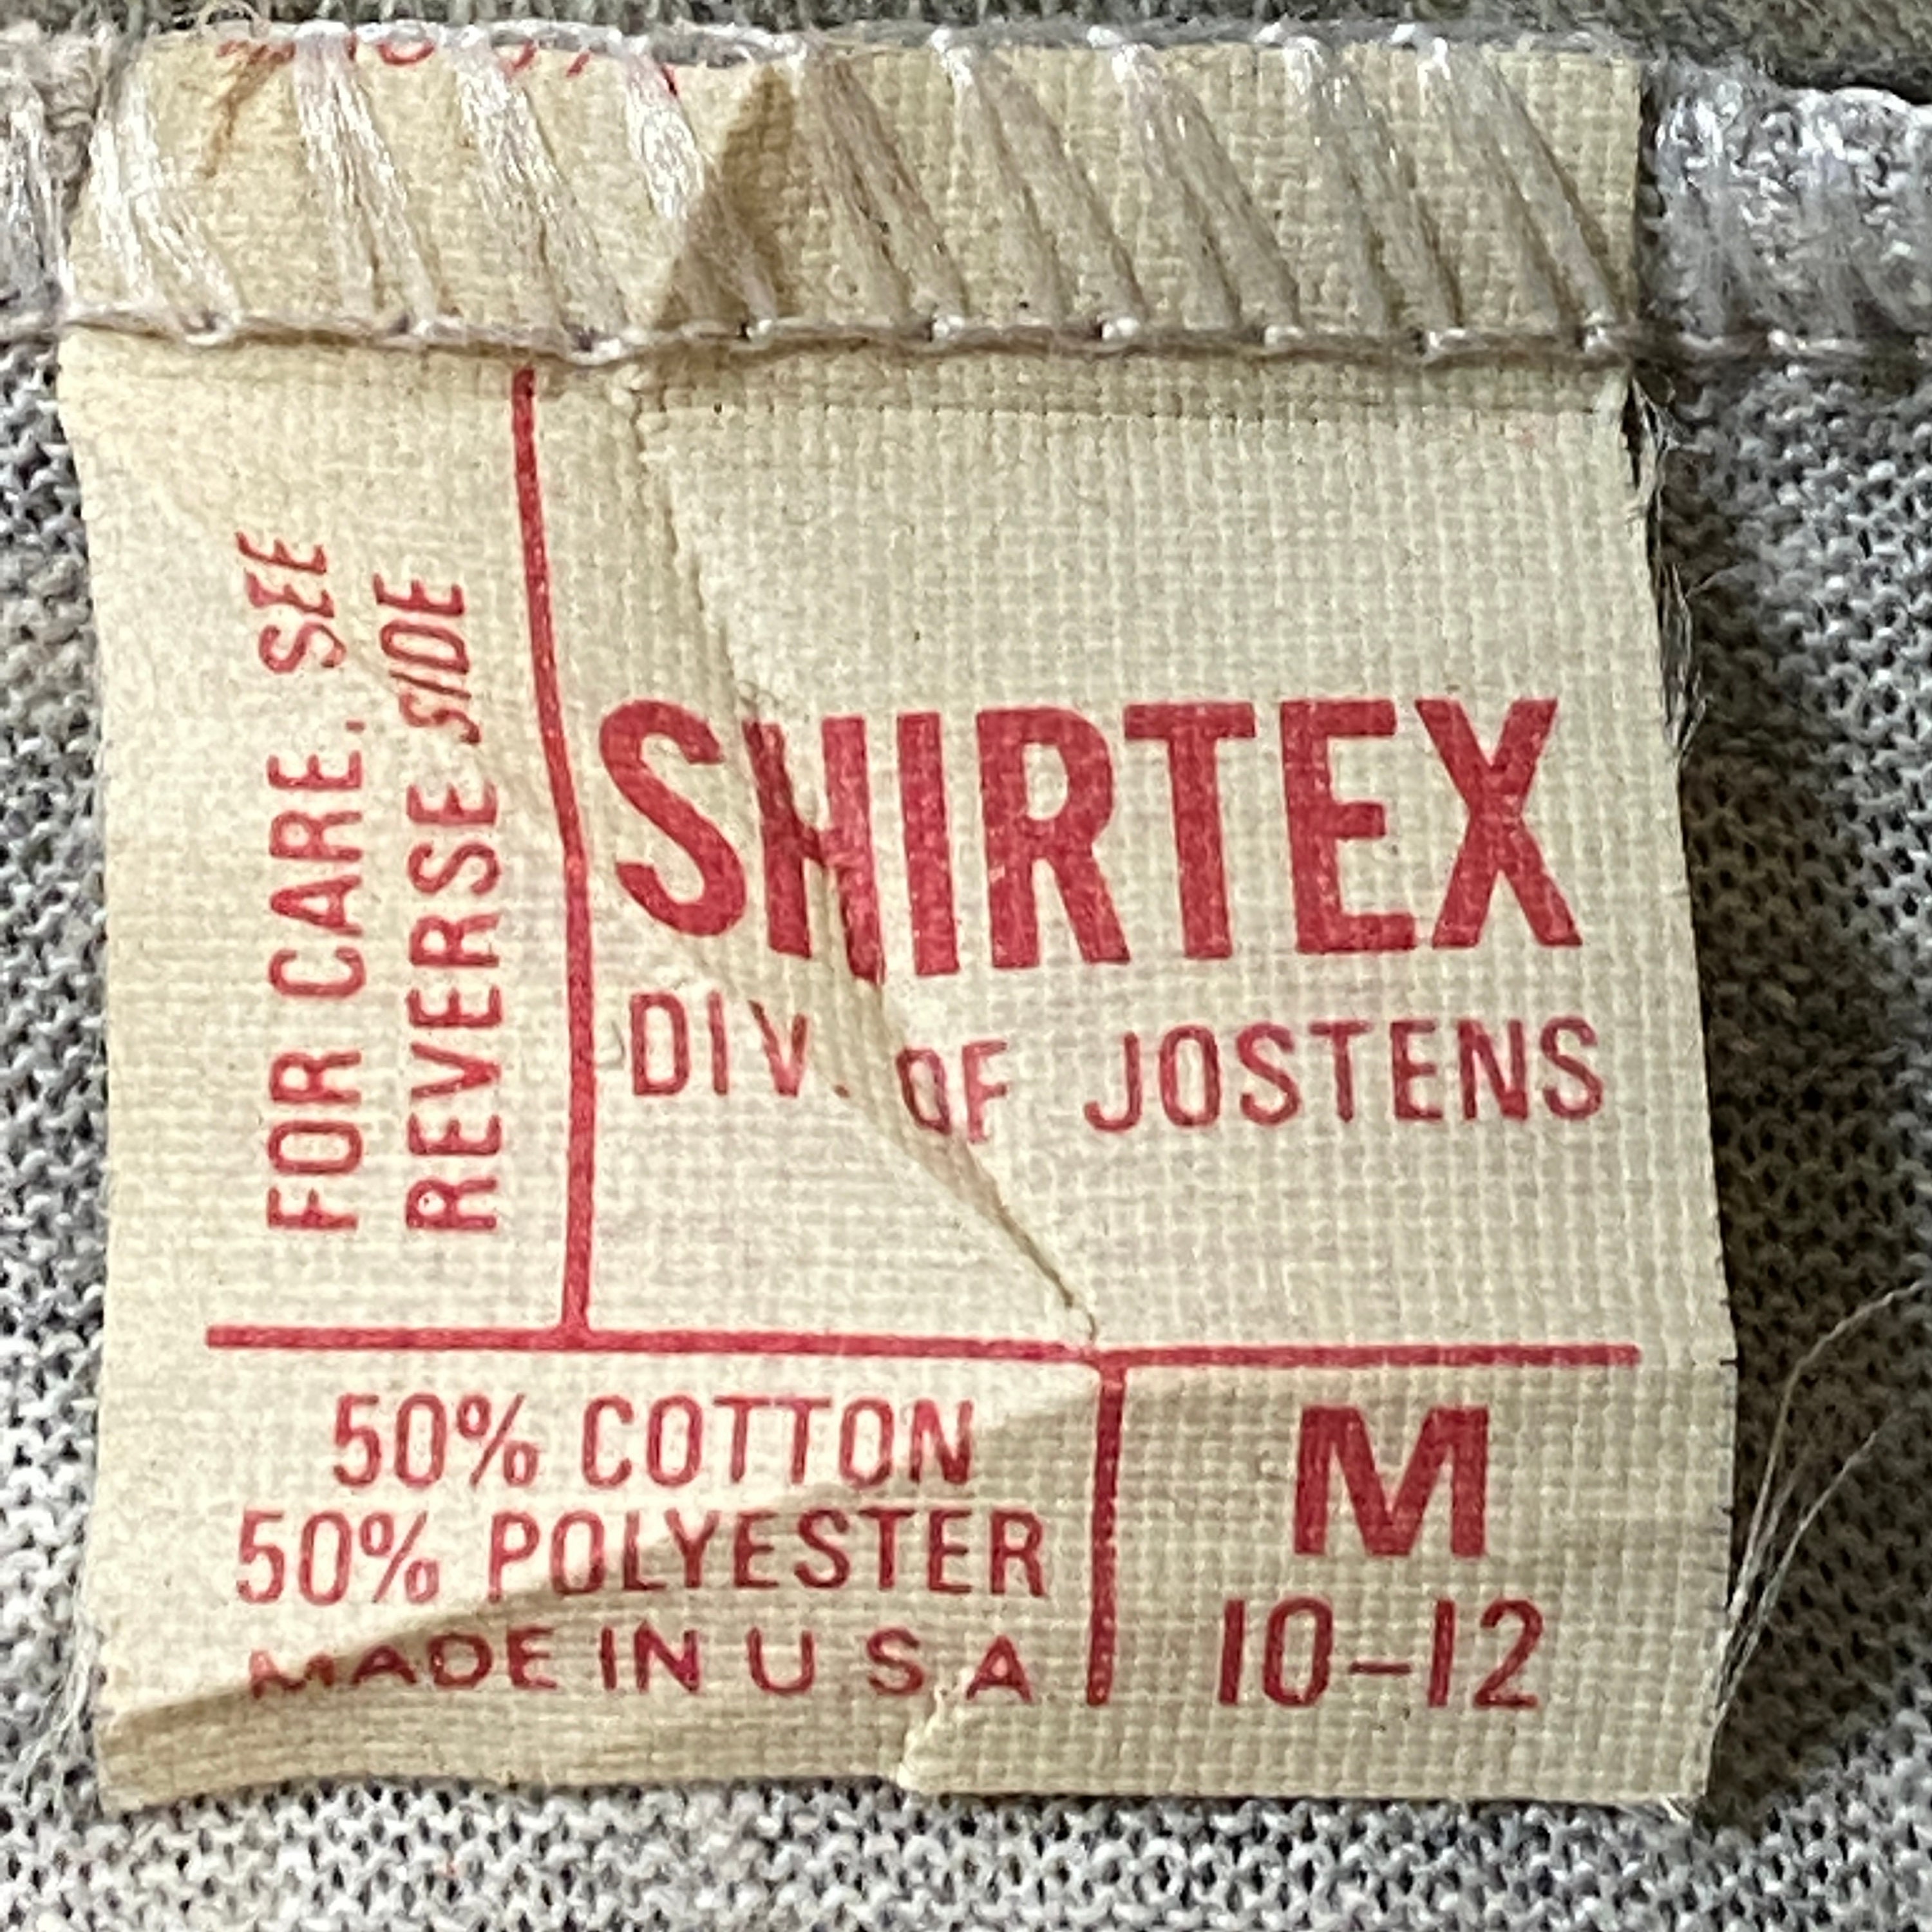 FOR CARE, SEE
REVERSE SIDE
SHIRTEX
DIV. OF JOSTENS
50% COTTON
50% POLYESTER
MADE IN U S A
M
10-12